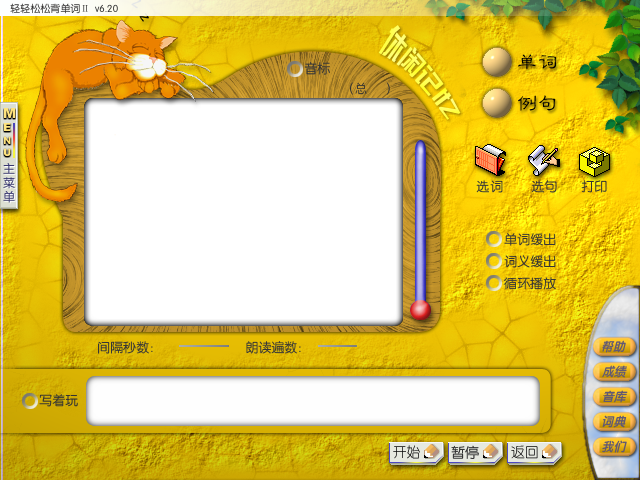 轻轻松松背单词Ⅱ v6.20
Z
休闲记忆
音标
(总 )
单词
例句
MENU
主菜单
选词
选句
打印
单词缓出
词义缓出
循环播放
间隔秒数：
朗读遍数：
写着玩
帮助
成绩
音库
词典
我们
开始
暂停
返回